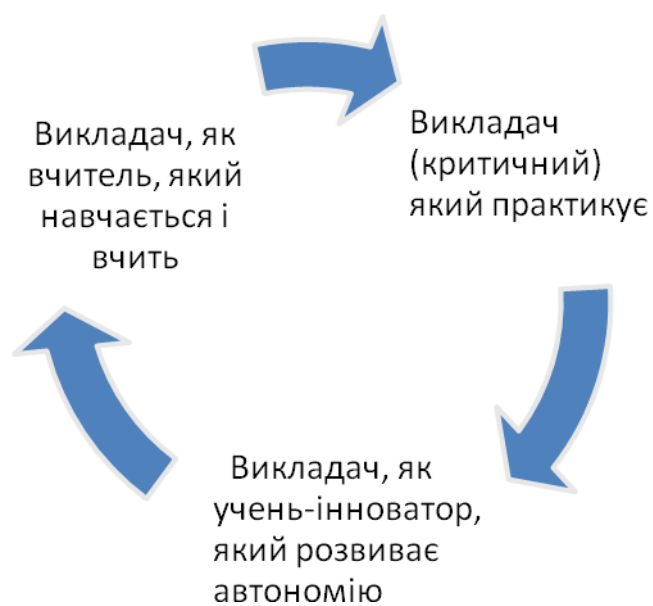 Викладач, як
вчитель, який
навчається і
вчить
Викладач
(критичний)
який практикує
Викладач, як
учень-інноватор,
який розвиває
автономію